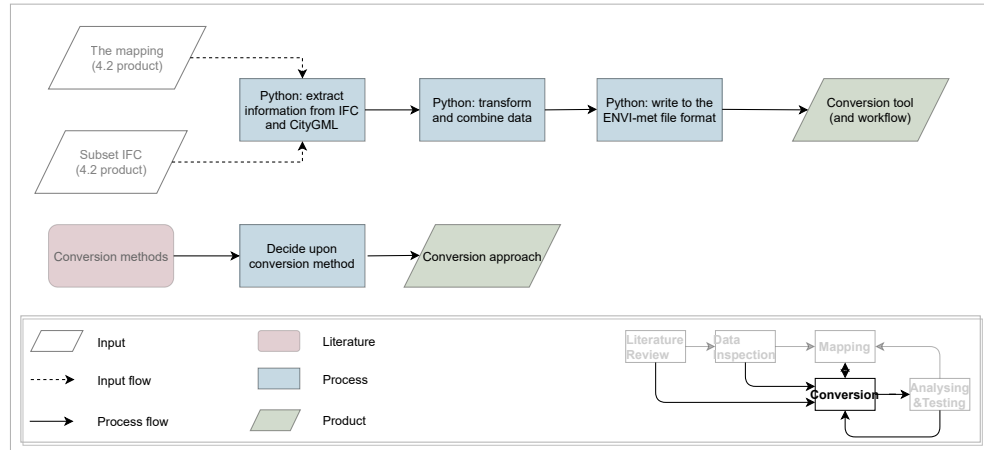 The mapping
(4.2 product)
Python: extract
information from IFC
and CityGML
Python: transform
and combine data
Python: write to the
ENVI-met file format
Conversion tool
(and workflow)
Subset IFC
(4.2 product)
Conversion methods
Decide upon
conversion method
Conversion approach
Input
Literature
Input flow
Process
Process flow
Product
Literature
Review
Data
Inspection
Mapping
Conversion
Analysing
&Testing